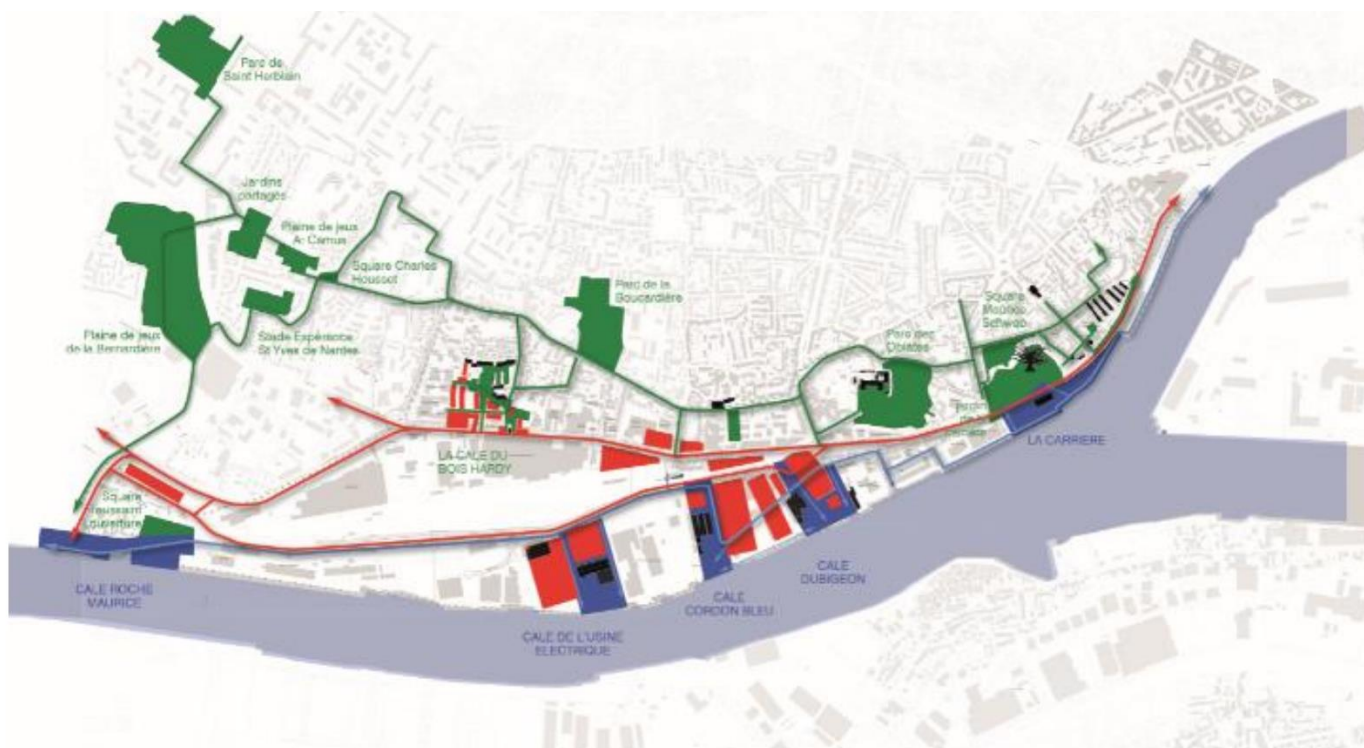 Parc de
Saint Herblain
Jardins
partagés
Plaine de jeux
A. Camus
Square Charles
Housset
Parc de la
Boucardière
Plaine de jeux
de la Bernardière
Stade Espérance
St Yves de Nantes
Square
Maurice
Schwob
Parc des
Oblates
LA CARRIERE
LA CALE DU
BOIS HARDY
Square
Toussaint
Louverture
CALE ROCHE
MAURICE
CALE
DUBIGEON
CALE
CORDON BLEU
CALE DE L'USINE
ELECTRIQUE